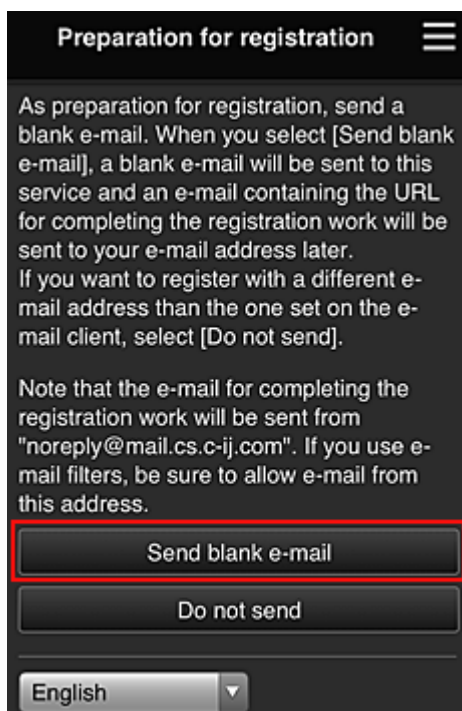 Preparation for registration
As preparation for registration, send a
blank e-mail. When you select [Send blank
e-mail], a blank e-mail will be sent to this
service and an e-mail containing the URL
for completing the registration work will be
sent to your e-mail address later.
If you want to register with a different e-
mail address than the one set on the e-
mail client, select [Do not send].
Note that the e-mail for completing the
registration work will be sent from
"noreply@mail.cs.c-ij.com". If you use e-
mail filters, be sure to allow e-mail from
this address.
Send blank e-mail
Do not send
English